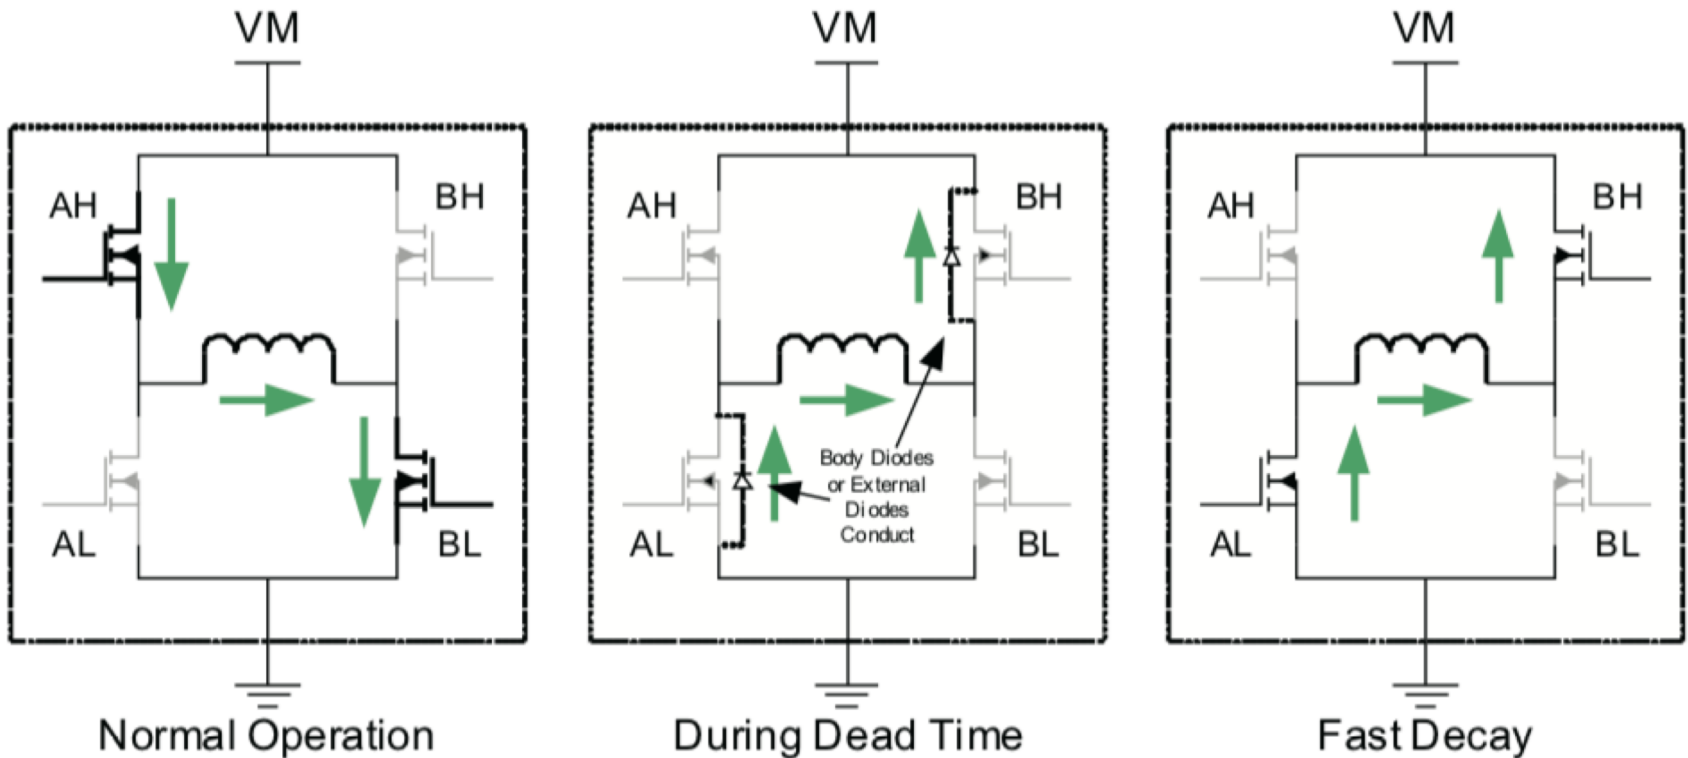 VM
AH
BH
AL
BL
Normal Operation
VM
AH
BH
Body Diodes
or External
Diodes
Conduct
AL
BL
During Dead Time
VM
AH
BH
AL
BL
Fast Decay